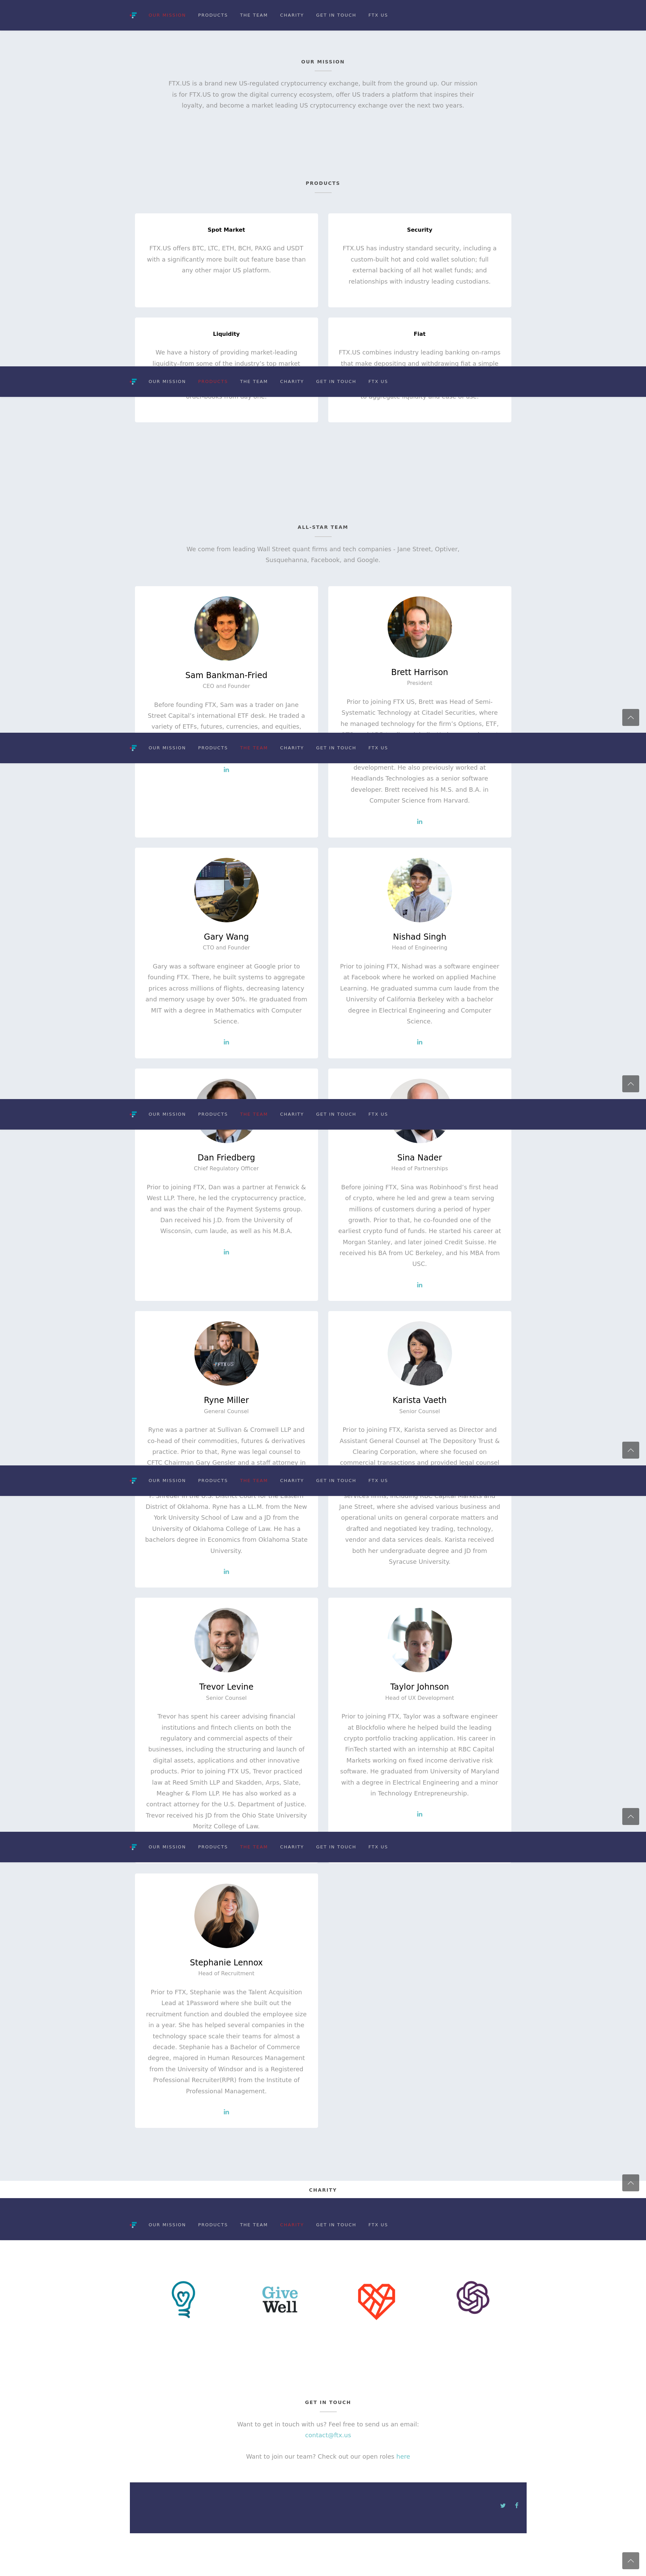 OUR MISSION PRODUCTS THE TEAM CHARITY GET IN TOUCH FTX US
OUR MISSION
FTX.US is a brand new US-regulated cryptocurrency exchange, built from the ground up. Our mission
is for FTX.US to grow the digital currency ecosystem, offer US traders a platform that inspires their
loyalty, and become a market leading US cryptocurrency exchange over the next two years.
PRODUCTS
Spot Market
FTX.US offers BTC, LTC, ETH, BCH, PAXG and USDT
with a significantly more built out feature base than
any other major US platform.
Security
FTX.US has industry standard security, including a
custom-built hot and cold wallet solution; full
external backing of all hot wallet funds; and
relationships with industry leading custodians.
Liquidity
We have a history of providing market-leading
liquidity–from some of the industry's top market
Fiat
FTX.US combines industry leading banking on-ramps
that make depositing and withdrawing fiat a simple
OUR MISSION PRODUCTS THE TEAM CHARITY GET IN TOUCH FTX US
ALL-STAR TEAM
We come from leading Wall Street quant firms and tech companies - Jane Street, Optiver,
Susquehanna, Facebook, and Google.
Sam Bankman-Fried
CEO and Founder
Before founding FTX, Sam was a trader on Jane
Street Capital's international ETF desk. He traded a
variety of ETFs, futures, currencies, and equities,
Brett Harrison
President
Prior to joining FTX US, Brett was Head of Semi-
Systematic Technology at Citadel Securities, where
he managed technology for the firm's Options, ETF,
OUR MISSION PRODUCTS THE TEAM CHARITY GET IN TOUCH FTX US
in
development. He also previously worked at
Headlands Technologies as a senior software
developer. Brett received his M.S. and B.A. in
Computer Science from Harvard.
in
Gary Wang
CTO and Founder
Gary was a software engineer at Google prior to
founding FTX. There, he built systems to aggregate
prices across millions of flights, decreasing latency
and memory usage by over 50%. He graduated from
MIT with a degree in Mathematics with Computer
Science.
in
Nishad Singh
Head of Engineering
Prior to joining FTX, Nishad was a software engineer
at Facebook where he worked on applied Machine
Learning. He graduated summa cum laude from the
University of California Berkeley with a bachelor
degree in Electrical Engineering and Computer
Science.
in
OUR MISSION PRODUCTS THE TEAM CHARITY GET IN TOUCH FTX US
Dan Friedberg
Chief Regulatory Officer
Prior to joining FTX, Dan was a partner at Fenwick &
West LLP. There, he led the cryptocurrency practice,
and was the chair of the Payment Systems group.
Dan received his J.D. from the University of
Wisconsin, cum laude, as well as his M.B.A.
in
Sina Nader
Head of Partnerships
Before joining FTX, Sina was Robinhood's first head
of crypto, where he led and grew a team serving
millions of customers during a period of hyper
growth. Prior to that, he co-founded one of the
earliest crypto fund of funds. He started his career at
Morgan Stanley, and later joined Credit Suisse. He
received his BA from UC Berkeley, and his MBA from
USC.
in
Ryne Miller
General Counsel
Ryne was a partner at Sullivan & Cromwell LLP and
co-head of their commodities, futures & derivatives
practice. Prior to that, Ryne was legal counsel to
CFTC Chairman Gary Gensler and a staff attorney in
Karista Vaeth
Senior Counsel
Prior to joining FTX, Karista served as Director and
Assistant General Counsel at The Depository Trust &
Clearing Corporation, where she focused on
commercial transactions and provided legal counsel
OUR MISSION PRODUCTS THE TEAM CHARITY GET IN TOUCH FTX US
District of Oklahoma. Ryne has a LL.M. from the New
York University School of Law and a JD from the
University of Oklahoma College of Law. He has a
bachelors degree in Economics from Oklahoma State
University.
in
Jane Street, where she advised various business and
operational units on general corporate matters and
drafted and negotiated key trading, technology,
vendor and data services deals. Karista received
both her undergraduate degree and JD from
Syracuse University.
Trevor Levine
Senior Counsel
Trevor has spent his career advising financial
institutions and fintech clients on both the
regulatory and commercial aspects of their
businesses, including the structuring and launch of
digital assets, applications and other innovative
products. Prior to joining FTX US, Trevor practiced
law at Reed Smith LLP and Skadden, Arps, Slate,
Meagher & Flom LLP. He has also worked as a
contract attorney for the U.S. Department of Justice.
Trevor received his JD from the Ohio State University
Moritz College of Law.
Taylor Johnson
Head of UX Development
Prior to joining FTX, Taylor was a software engineer
at Blockfolio where he helped build the leading
crypto portfolio tracking application. His career in
FinTech started with an internship at RBC Capital
Markets working on fixed income derivative risk
software. He graduated from University of Maryland
with a degree in Electrical Engineering and a minor
in Technology Entrepreneurship.
in
OUR MISSION PRODUCTS THE TEAM CHARITY GET IN TOUCH FTX US
Stephanie Lennox
Head of Recruitment
Prior to FTX, Stephanie was the Talent Acquisition
Lead at 1Password where she built out the
recruitment function and doubled the employee size
in a year. She has helped several companies in the
technology space scale their teams for almost a
decade. Stephanie has a Bachelor of Commerce
degree, majored in Human Resources Management
from the University of Windsor and is a Registered
Professional Recruiter(RPR) from the Institute of
Professional Management.
in
CHARITY
OUR MISSION PRODUCTS THE TEAM CHARITY GET IN TOUCH FTX US
Give
Well
GET IN TOUCH
Want to get in touch with us? Feel free to send us an email!
contact@ftx.us
Want to join our team? Check out our open roles here